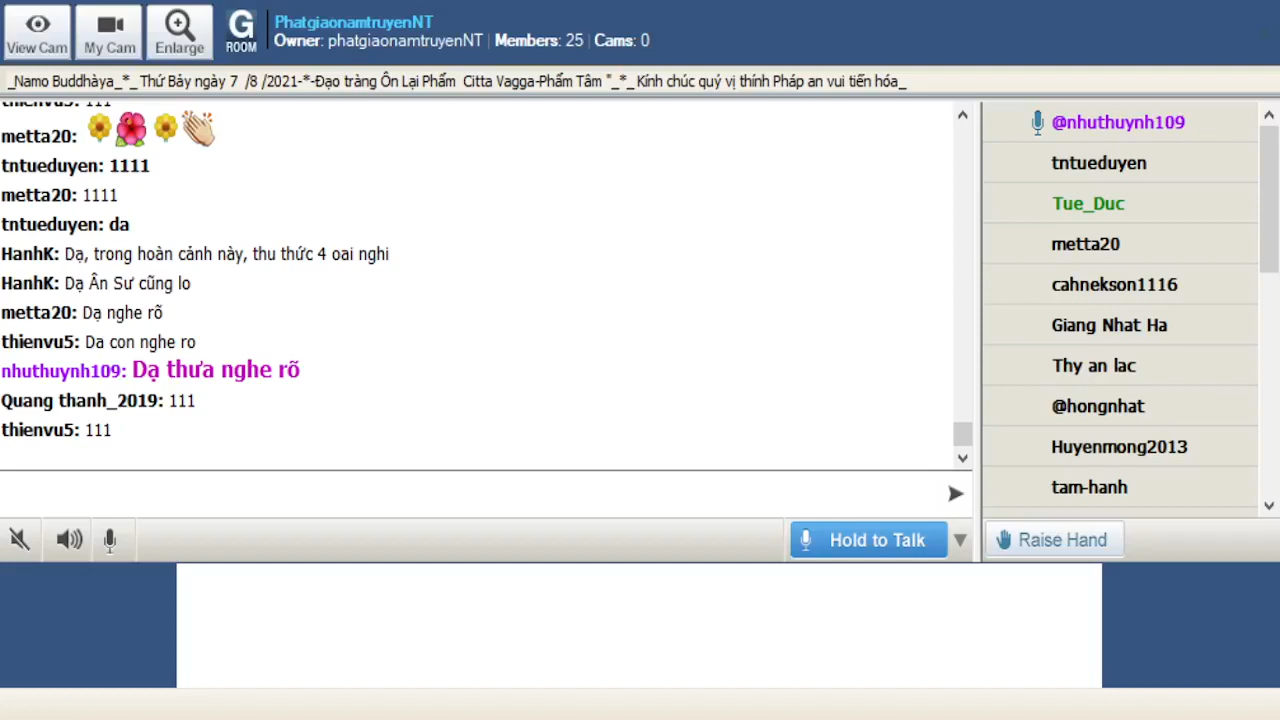 View Cam
My Cam
Enlarge
G
ROOM
PhatgiaonamtruyenNT
Owner: phatgiaonamtruyenNT | Members: 25 | Cams: 0
_Namo Buddhàya_*_ Thứ Bảy ngày 7 /8 /2021-*-Đạo tràng Ôn Lại Phẩm Citta Vagga-Phẩm Tâm "_*_ Kính chúc quý vị thính Pháp an vui tiến hóa_
thienvu5: 111
metta20:
tntueduyen: 1111
metta20: 1111
tntueduyen: da
HanhK: Dạ, trong hoàn cảnh này, thu thức 4 oai nghi
HanhK: Dạ Ân Sư cũng lo
metta20: Dạ nghe rõ
thienvu5: Da con nghe ro
nhuthuynh109: Dạ thưa nghe rõ
Quang thanh_2019: 111
thienvu5: 111
@nhuthuynh109
tntueduyen
Tue_Duc
metta20
cahnekson1116
Giang Nhat Ha
Thy an lac
@hongnhat
Huyenmong2013
tam-hanh
Hold to Talk
Raise Hand